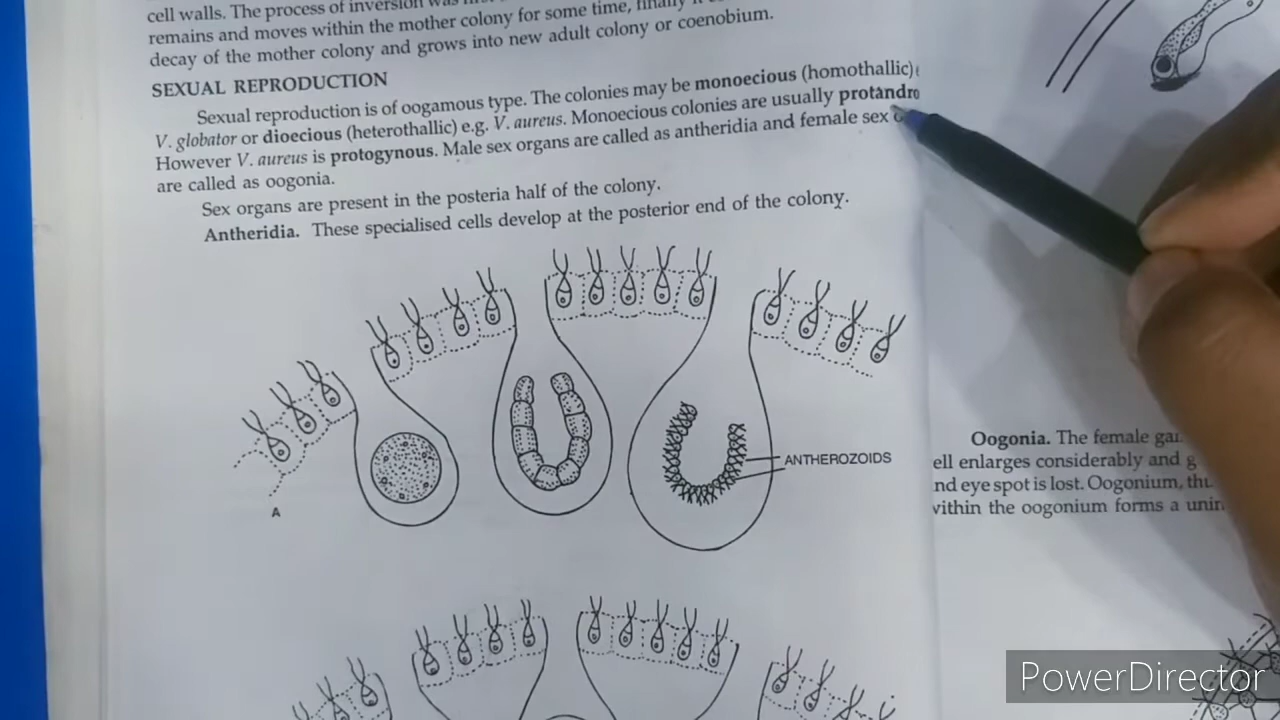 cell walls. The process of inversion was
remains and moves within the mother colony for some time, finally it
decay of the mother colony and grows into new adult colony or coenobium.
SEXUAL REPRODUCTION
Sexual reproduction is of oogamous type. The colonies may be monoecious (homothallic)
V. globator or dioecious (heterothallic) e.g. V. aureus. Monoecious colonies are usually protandro
However V. aureus is protogynous. Male sex organs are called as antheridia and female sex
are called as oogonia.
Sex organs are present in the posteria half of the colony.
Antheridia. These specialised cells develop at the posterior end of the colony.
ANTHEROZOIDS
A
Oogonia. The female
ell enlarges considerably and
nd eye spot is lost. Oogonium,
within the oogonium forms a
PowerDirector